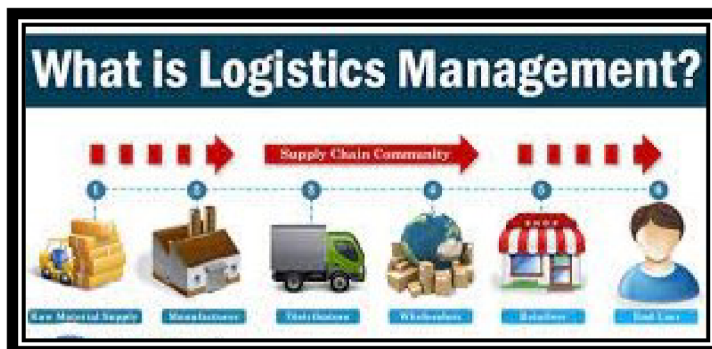 What is Logistics Management?
Supply Chain Community
1 2 3 4 5 6
SHOP
Raw Material Supply Manufacturer Distribution Wholesalers Retailers End User